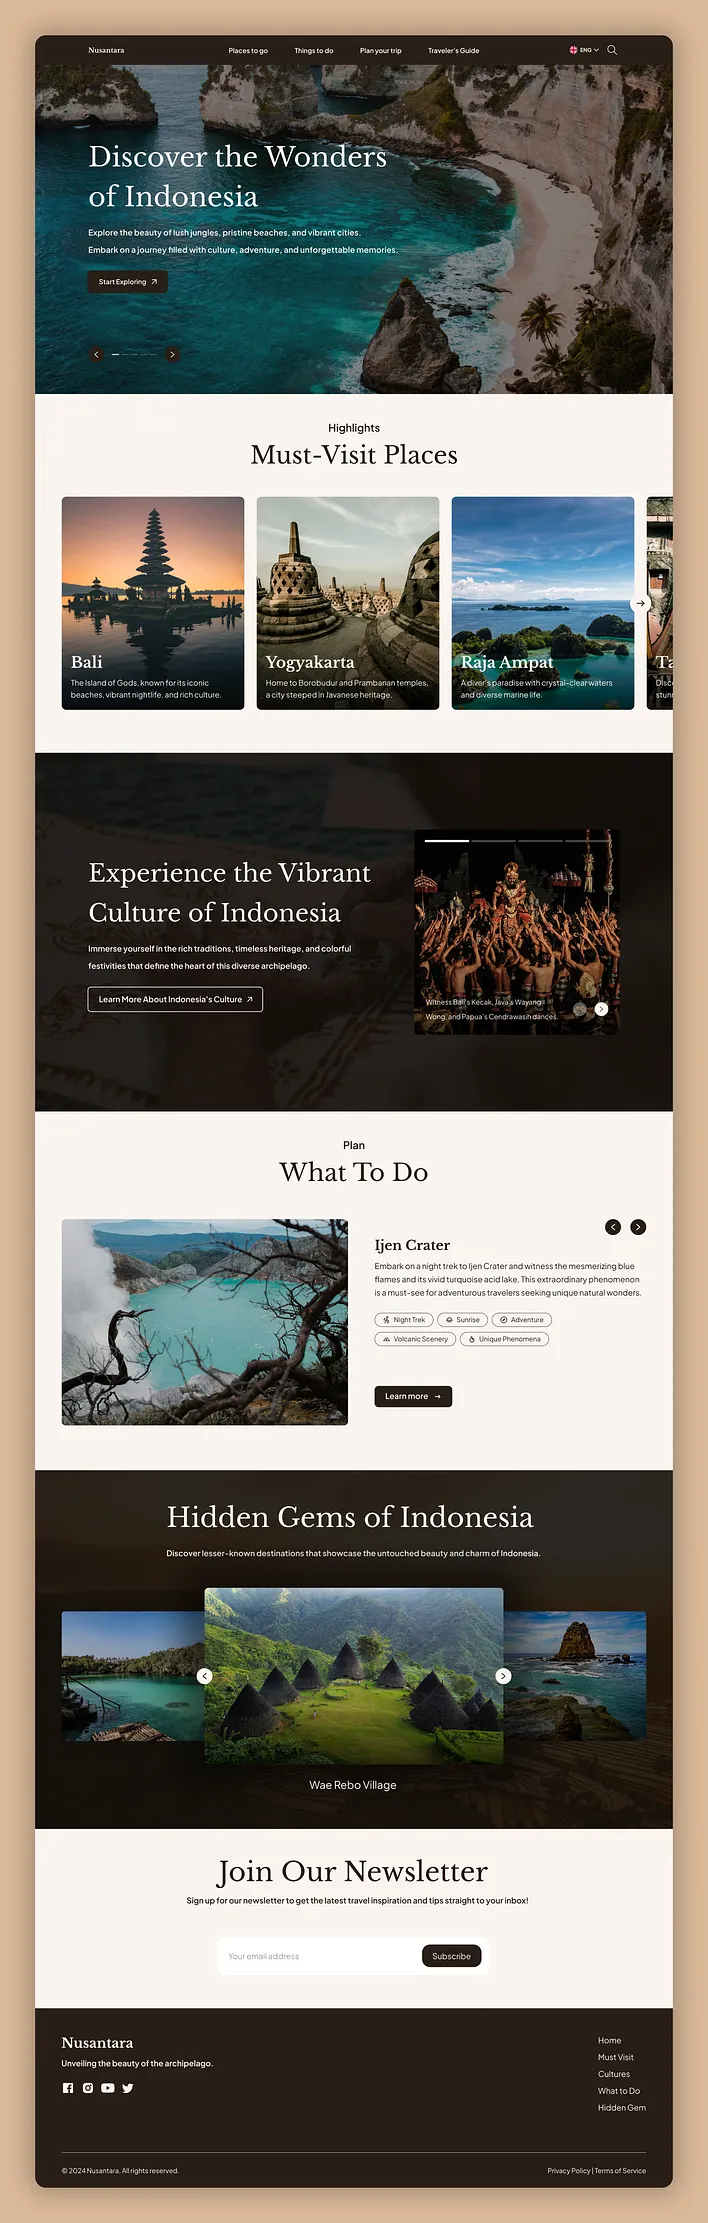 Nusantara
Places to go
Things to do
Plan your trip
Traveler's Guide
ENG
Discover the Wonders
of Indonesia
Explore the beauty of lush jungles, pristine beaches, and vibrant cities.
Embark on a journey filled with culture, adventure, and unforgettable memories.
Start Exploring
Highlights
Must-Visit Places
Bali
The Island of Gods, known for its iconic
beaches, vibrant nightlife, and rich culture.
Yogyakarta
Home to Borobudur and Prambanan temples,
a city steeped in Javanese heritage.
Raja Ampat
A diver's paradise with crystal-clear waters
and diverse marine life.
Experience the Vibrant
Culture of Indonesia
Immerse yourself in the rich traditions, timeless heritage, and colorful
festivities that define the heart of this diverse archipelago.
Learn More About Indonesia's Culture
Witness Bali's Kecak, Java's Wayang
Wong, and Papua's Cendrawasih dances.
Plan
What To Do
Ijen Crater
Embark on a night trek to Ijen Crater and witness the mesmerizing blue
flames and its vivid turquoise acid lake. This extraordinary phenomenon
is a must-see for adventurous travelers seeking unique natural wonders.
Night Trek
Sunrise
Adventure
Volcanic Scenery
Unique Phenomena
Learn more
Hidden Gems of Indonesia
Discover lesser-known destinations that showcase the untouched beauty and charm of Indonesia.
Wae Rebo Village
Join Our Newsletter
Sign up for our newsletter to get the latest travel inspiration and tips straight to your inbox!
Your email address
Subscribe
Nusantara
Unveiling the beauty of the archipelago.
Home
Must Visit
Cultures
What to Do
Hidden Gem
© 2024 Nusantara. All rights reserved.
Privacy Policy | Terms of Service